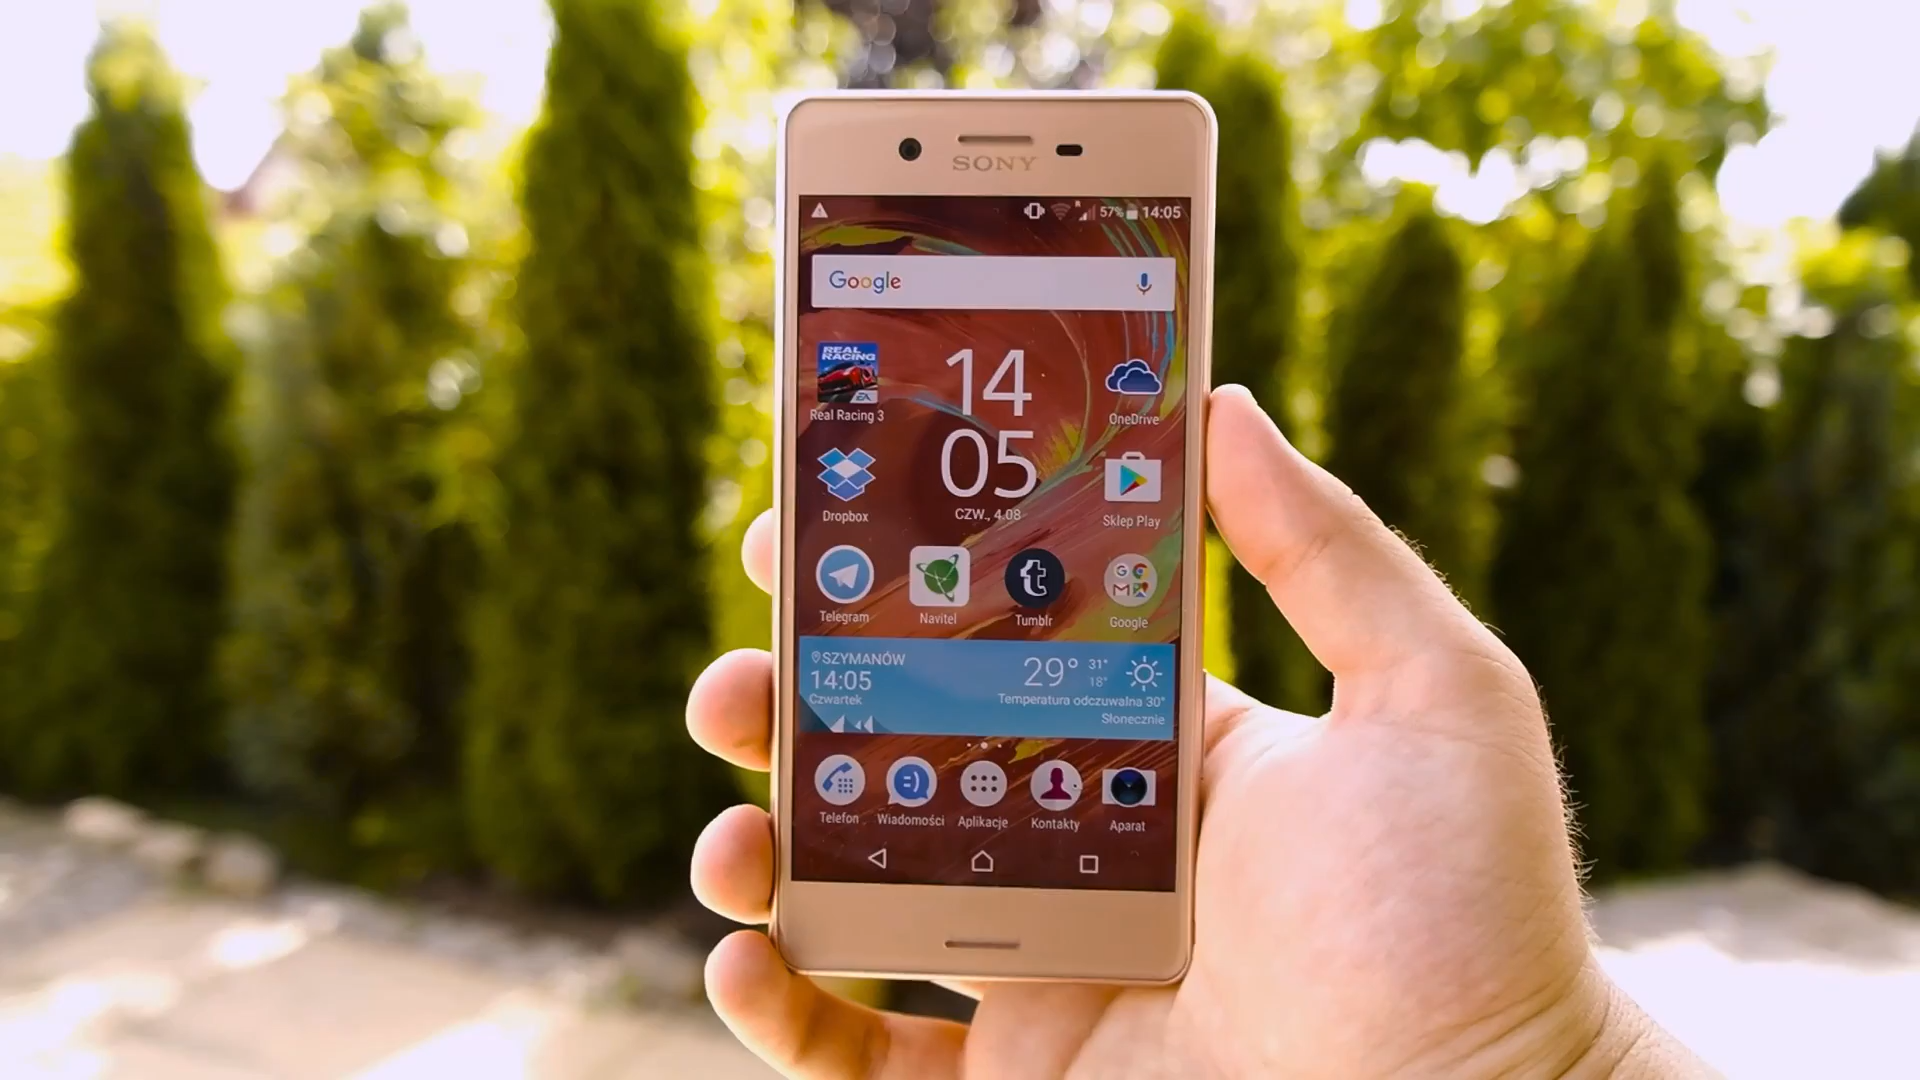 SONY
57% 14:05
Google
REAL
RACING
EA
Real Racing 3
14
05
CZW., 4.08
OneDrive
Dropbox
Sklep Play
Telegram
Navitel
Tumblr
Google
SZYMANÓW
14:05
Czwartek
29° 31°
18°
Temperatura odczuwalna 30°
Słonecznie
Telefon
Wiadomości
Aplikacje
Kontakty
Aparat